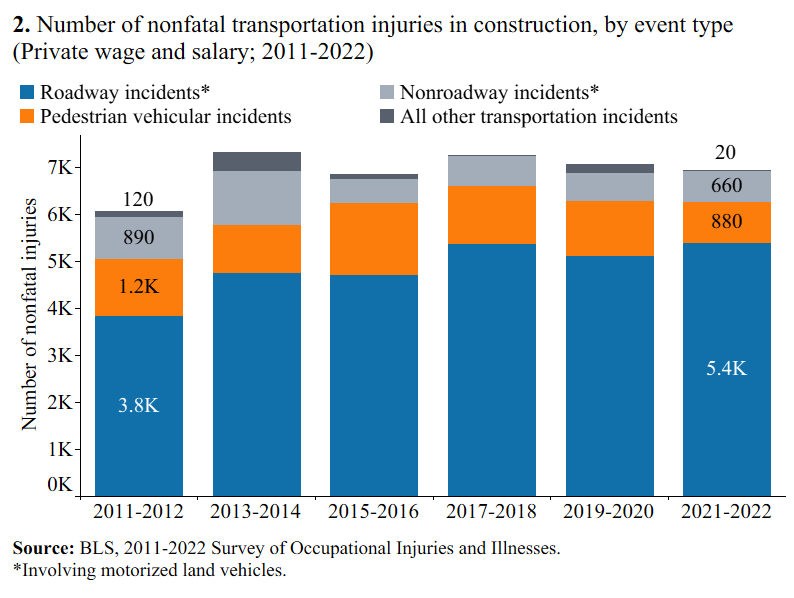 2. Number of nonfatal transportation injuries in construction, by event type
(Private wage and salary; 2011-2022)
Roadway incidents*
Nonroadway incidents*
Pedestrian vehicular incidents
All other transportation incidents
Number of nonfatal injuries
7K
6K
5K
4K
3K
2K
1K
0K
120
890
1.2K
3.8K
20
660
880
5.4K
2011-2012 2013-2014 2015-2016 2017-2018 2019-2020 2021-2022
Source: BLS, 2011-2022 Survey of Occupational Injuries and Illnesses.
*Involving motorized land vehicles.